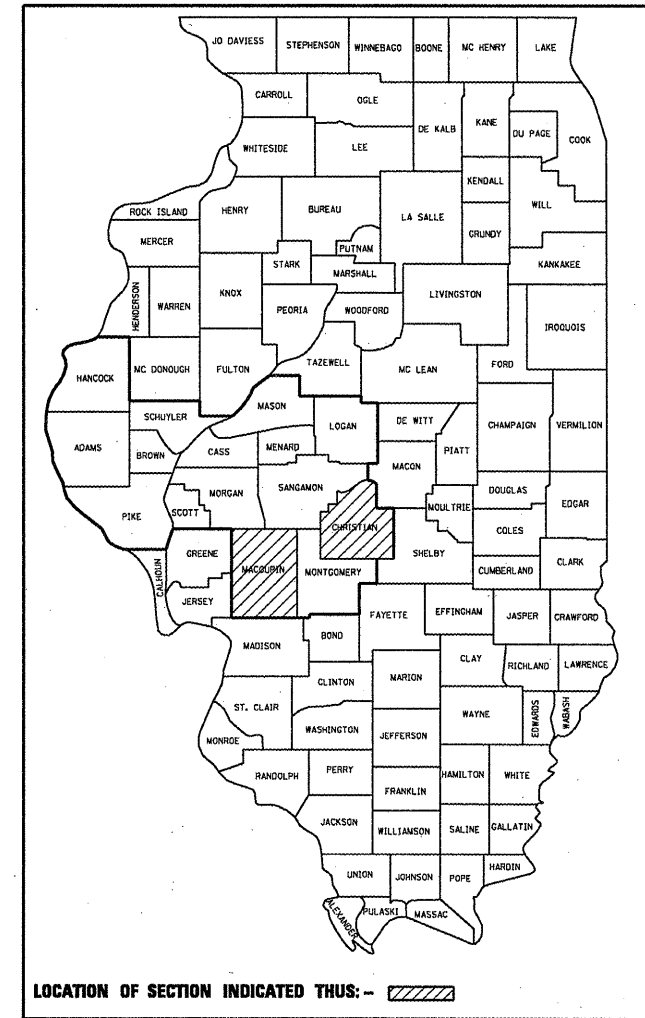 JO DAVIESS STEPHENSON WINNEBAGO BOONE MC HENRY LAKE
CARROLL OGLE DE KALB KANE DU PAGE COOK
WHITESIDE LEE KENDALL
ROCK ISLAND HENRY BUREAU LA SALLE GRUNDY WILL
MERCER PUTNAM
STARK MARSHALL KANKAKEE
HENDERSON WARREN KNOX PEORIA WOODFORD LIVINGSTON IROQUOIS
HANCOCK MC DONOUGH FULTON TAZEWELL MC LEAN FORD
MASON
SCHUYLER LOGAN DE WITT CHAMPAIGN VERMILION
ADAMS BROWN CASS MENARD MACON PIATT
PIKE SCOTT MORGAN SANGAMON MOULTRIE DOUGLAS EDGAR
CHRISTIAN COLES
GREENE MACOUPIN MONTGOMERY SHELBY CUMBERLAND CLARK
CALHOUN JERSEY FAYETTE EFFINGHAM JASPER CRAWFORD
MADISON BOND
CLINTON MARION CLAY RICHLAND LAWRENCE
ST. CLAIR WASHINGTON WAYNE EDWARDS WABASH
MONROE JEFFERSON
RANDOLPH PERRY FRANKLIN HAMILTON WHITE
JACKSON WILLIAMSON SALINE GALLATIN
UNION JOHNSON POPE HARDIN
ALEXANDER PULASKI MASSAC
LOCATION OF SECTION INDICATED THUS: -